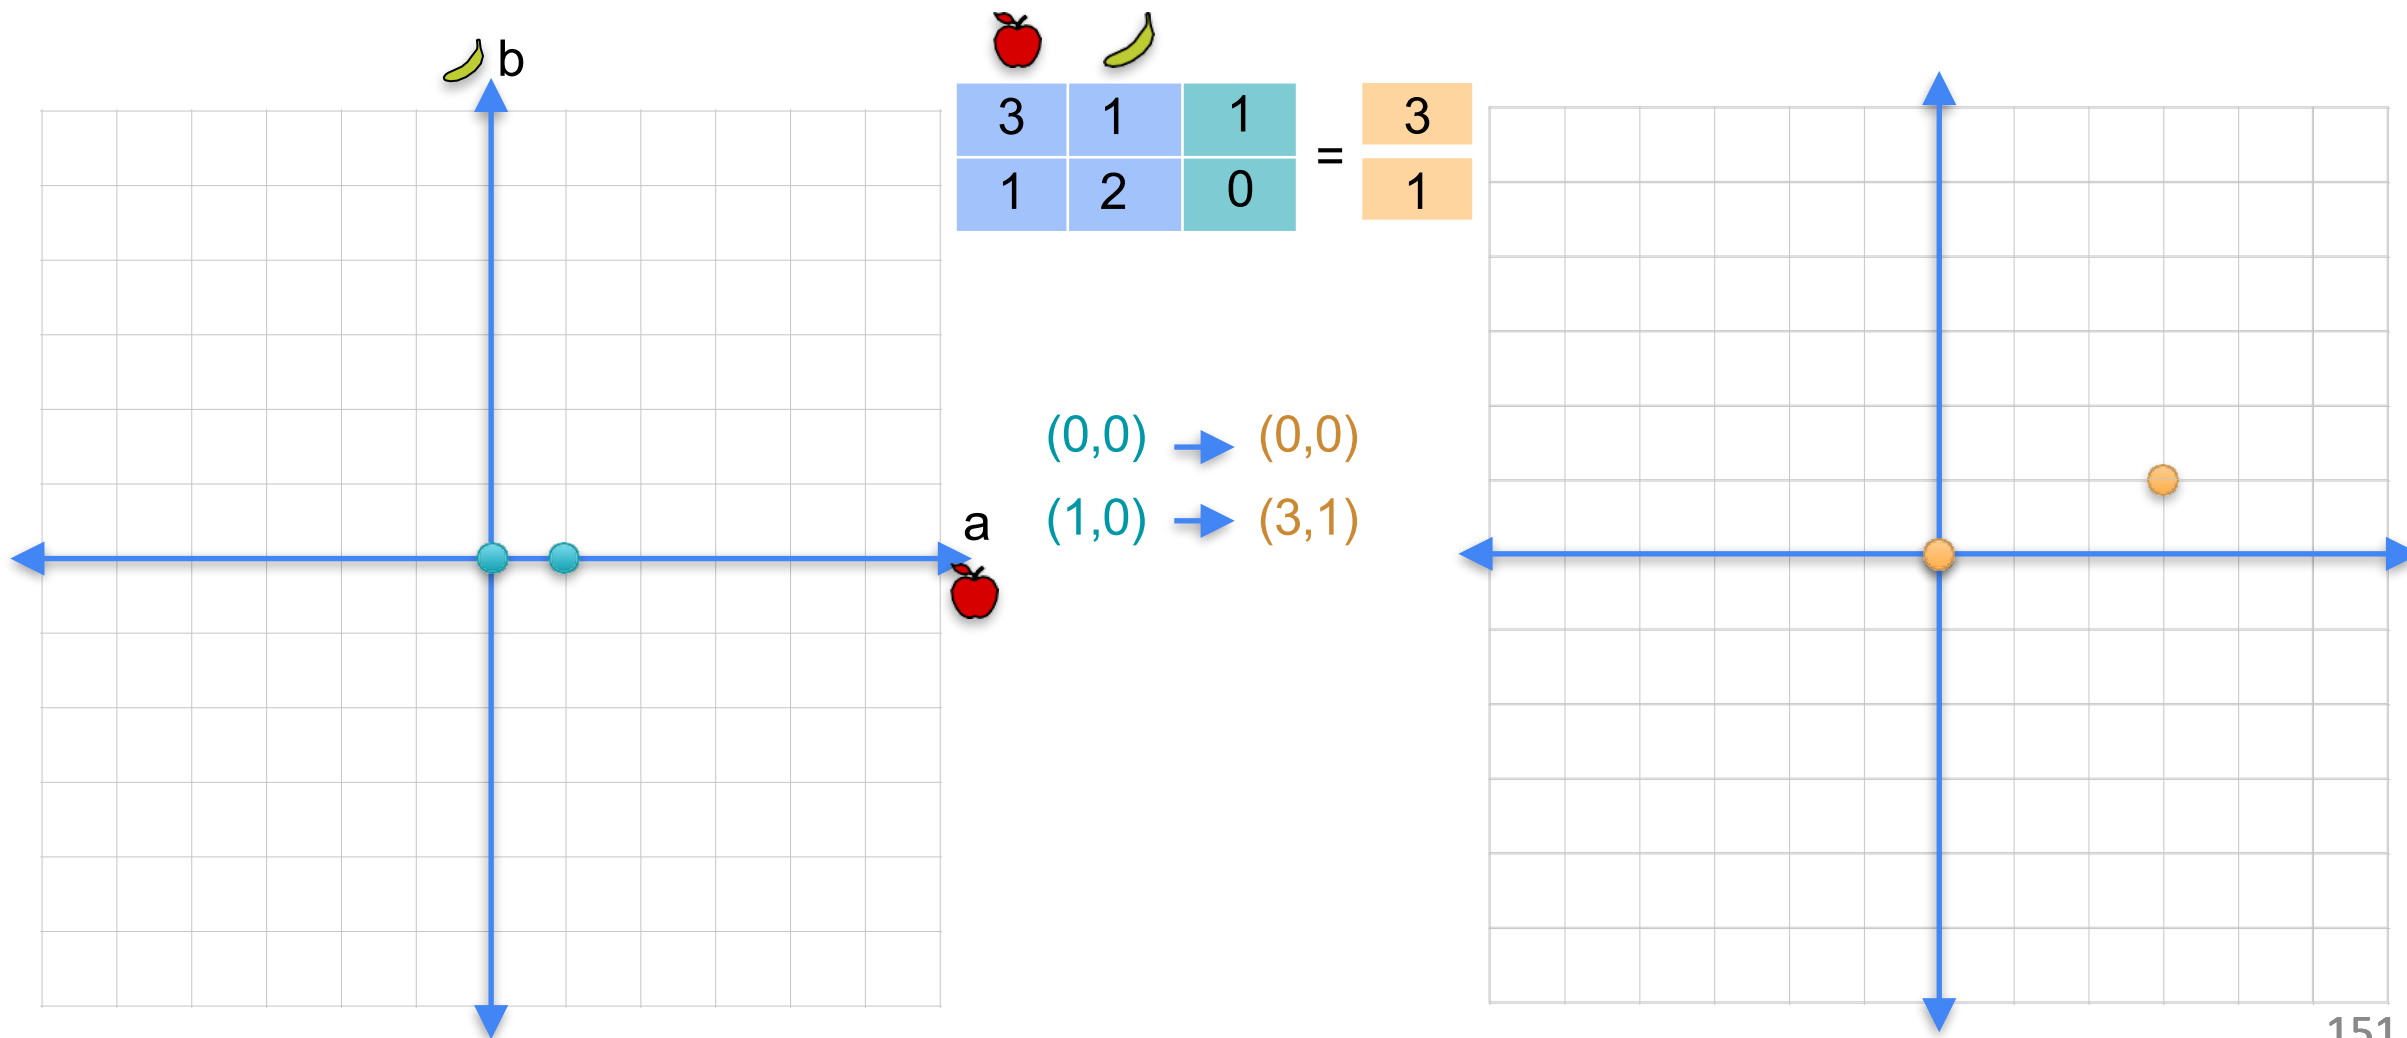 b
3 1 1 = 3
1 2 0 1
(0,0) (0,0)
(1,0) (3,1)
a
151